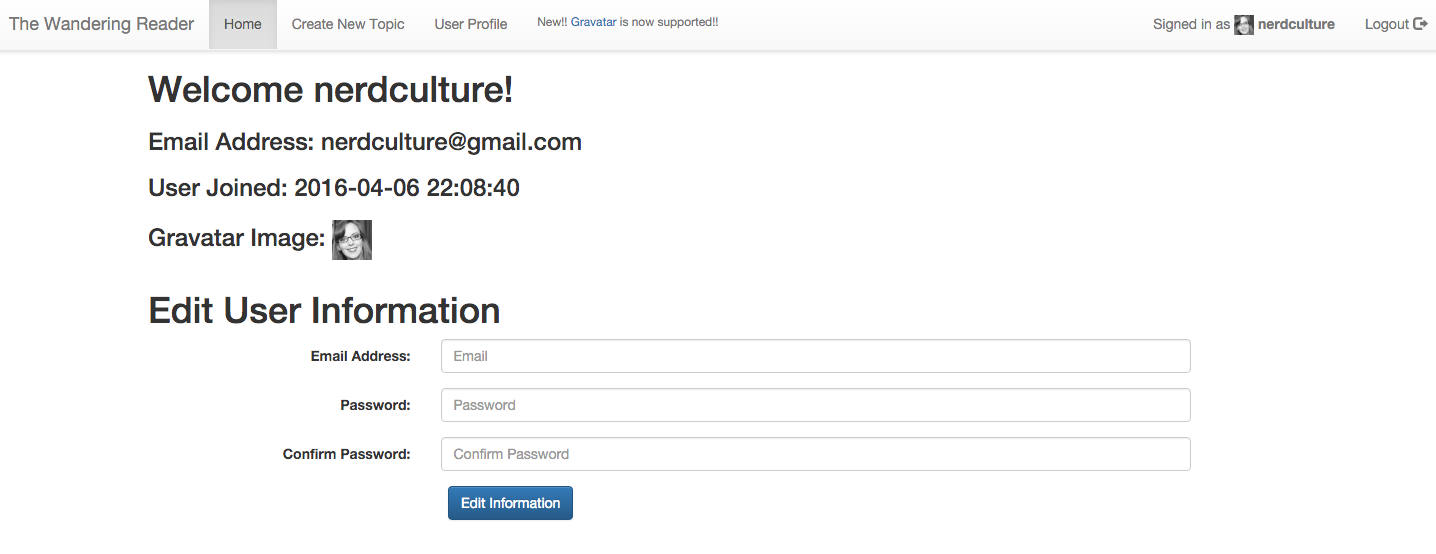 The Wandering Reader Home Create New Topic User Profile New!! Gravatar is now supported!! Signed in as nerdculture Logout
Welcome nerdculture!
Email Address: nerdculture@gmail.com
User Joined: 2016-04-06 22:08:40
Gravatar Image:
Edit User Information
Email Address: Email
Password: Password
Confirm Password: Confirm Password
Edit Information